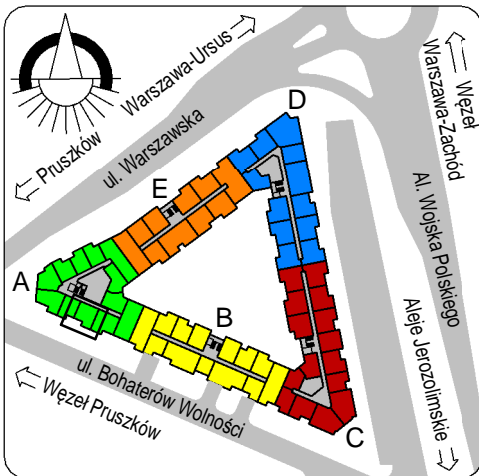 Warszawa-Ursus
Pruszków
ul. Warszawska
D
Węzeł
Warszawa-Zachód
Al. Wojska Polskiego
E
A
B
Aleje Jerozolimskie
ul. Bohaterów Wolności
Węzeł Pruszków
C